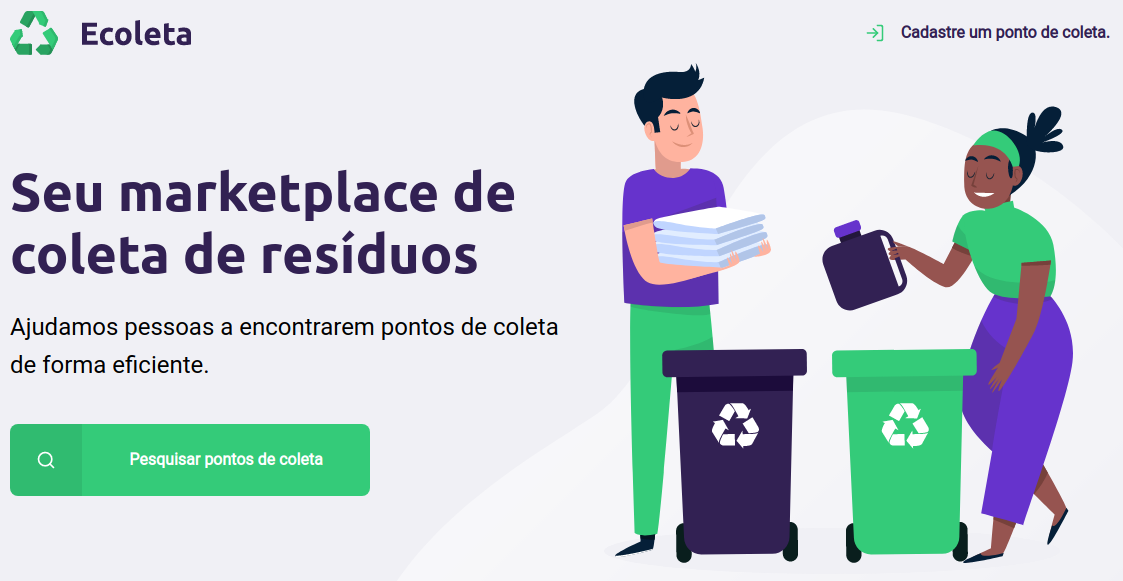 Ecoleta
Cadastre um ponto de coleta.
Seu marketplace de
coleta de resíduos
Ajudamos pessoas a encontrarem pontos de coleta
de forma eficiente.
Pesquisar pontos de coleta